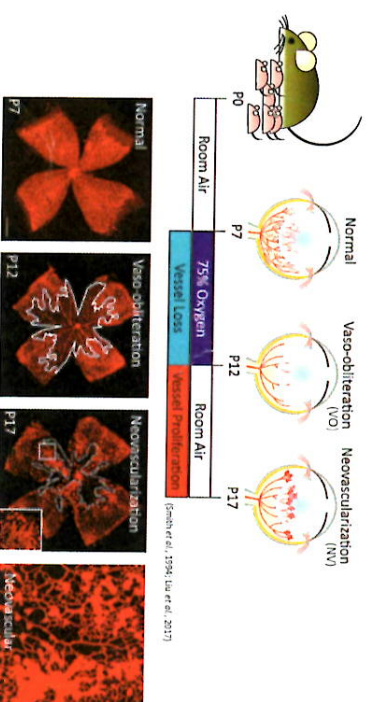 Normal
Vaso-obliteration
(VO)
Neovascularization
(NV)
P0
P7
P12
P17
Room Air
75% Oxygen
Room Air
Vessel Loss
Vessel Proliferation
(Smith et al., 1994; Liu et al., 2017)
Normal
P7
Vaso-obliteration
P12
Neovascularization
P17
Neovascular